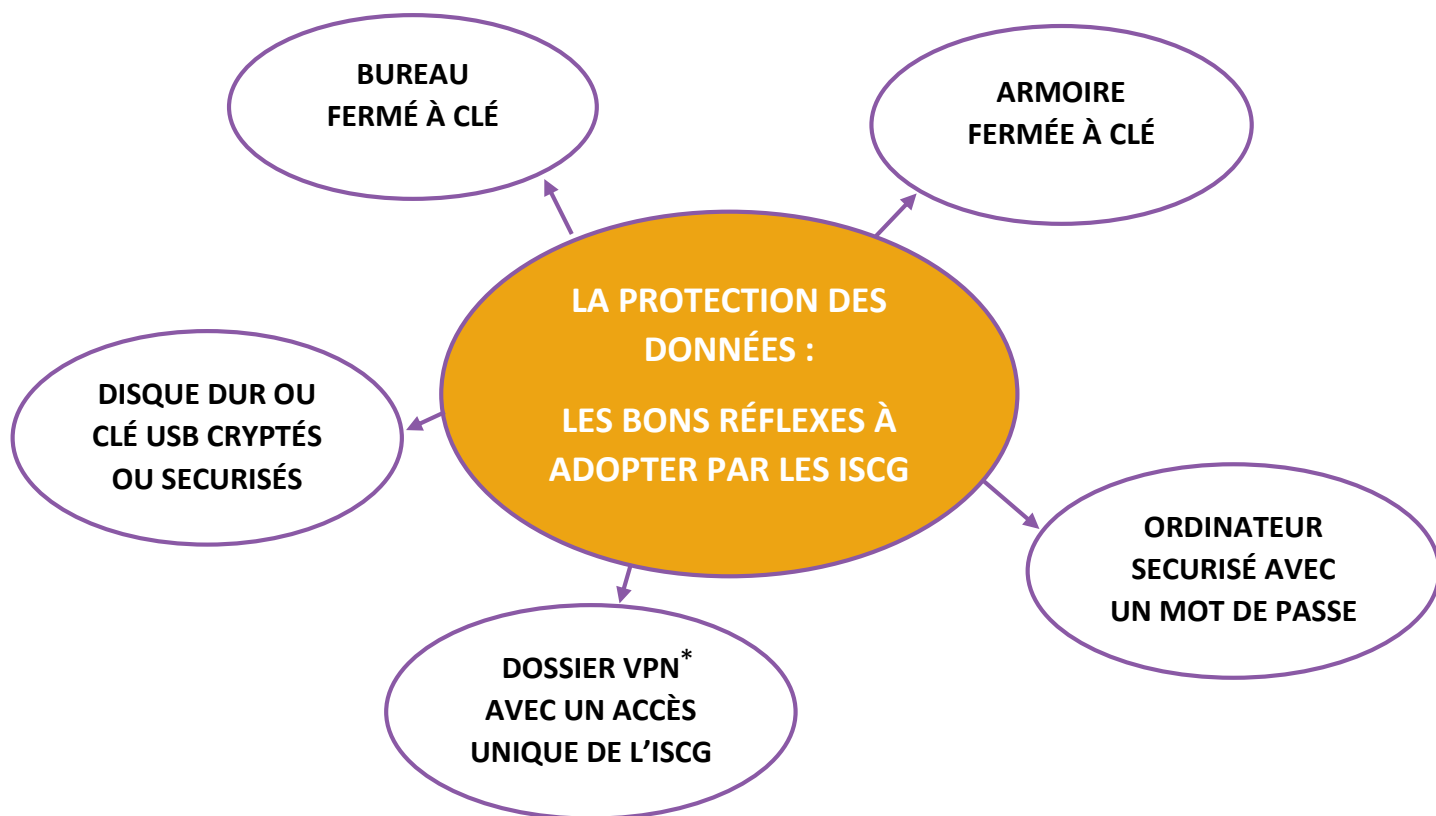 BUREAU
FERMÉ À CLÉ
ARMOIRE
FERMÉE À CLÉ
LA PROTECTION DES
DONNÉES :
LES BONS RÉFLEXES À
ADOPTER PAR LES ISCG
DISQUE DUR OU
CLÉ USB CRYPTÉS
OU SECURISÉS
ORDINATEUR
SECURISÉ AVEC
UN MOT DE PASSE
DOSSIER VPN*
AVEC UN ACCÈS
UNIQUE DE L’ISCG